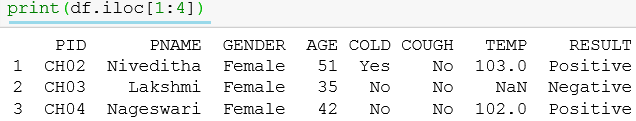 print(df.iloc[1:4])
PID PNAME GENDER AGE COLD COUGH TEMP RESULT
1 CH02 Niveditha Female 51 Yes No 103.0 Positive
2 CH03 Lakshmi Female 35 No No NaN Negative
3 CH04 Nageswari Female 42 No No 102.0 Positive